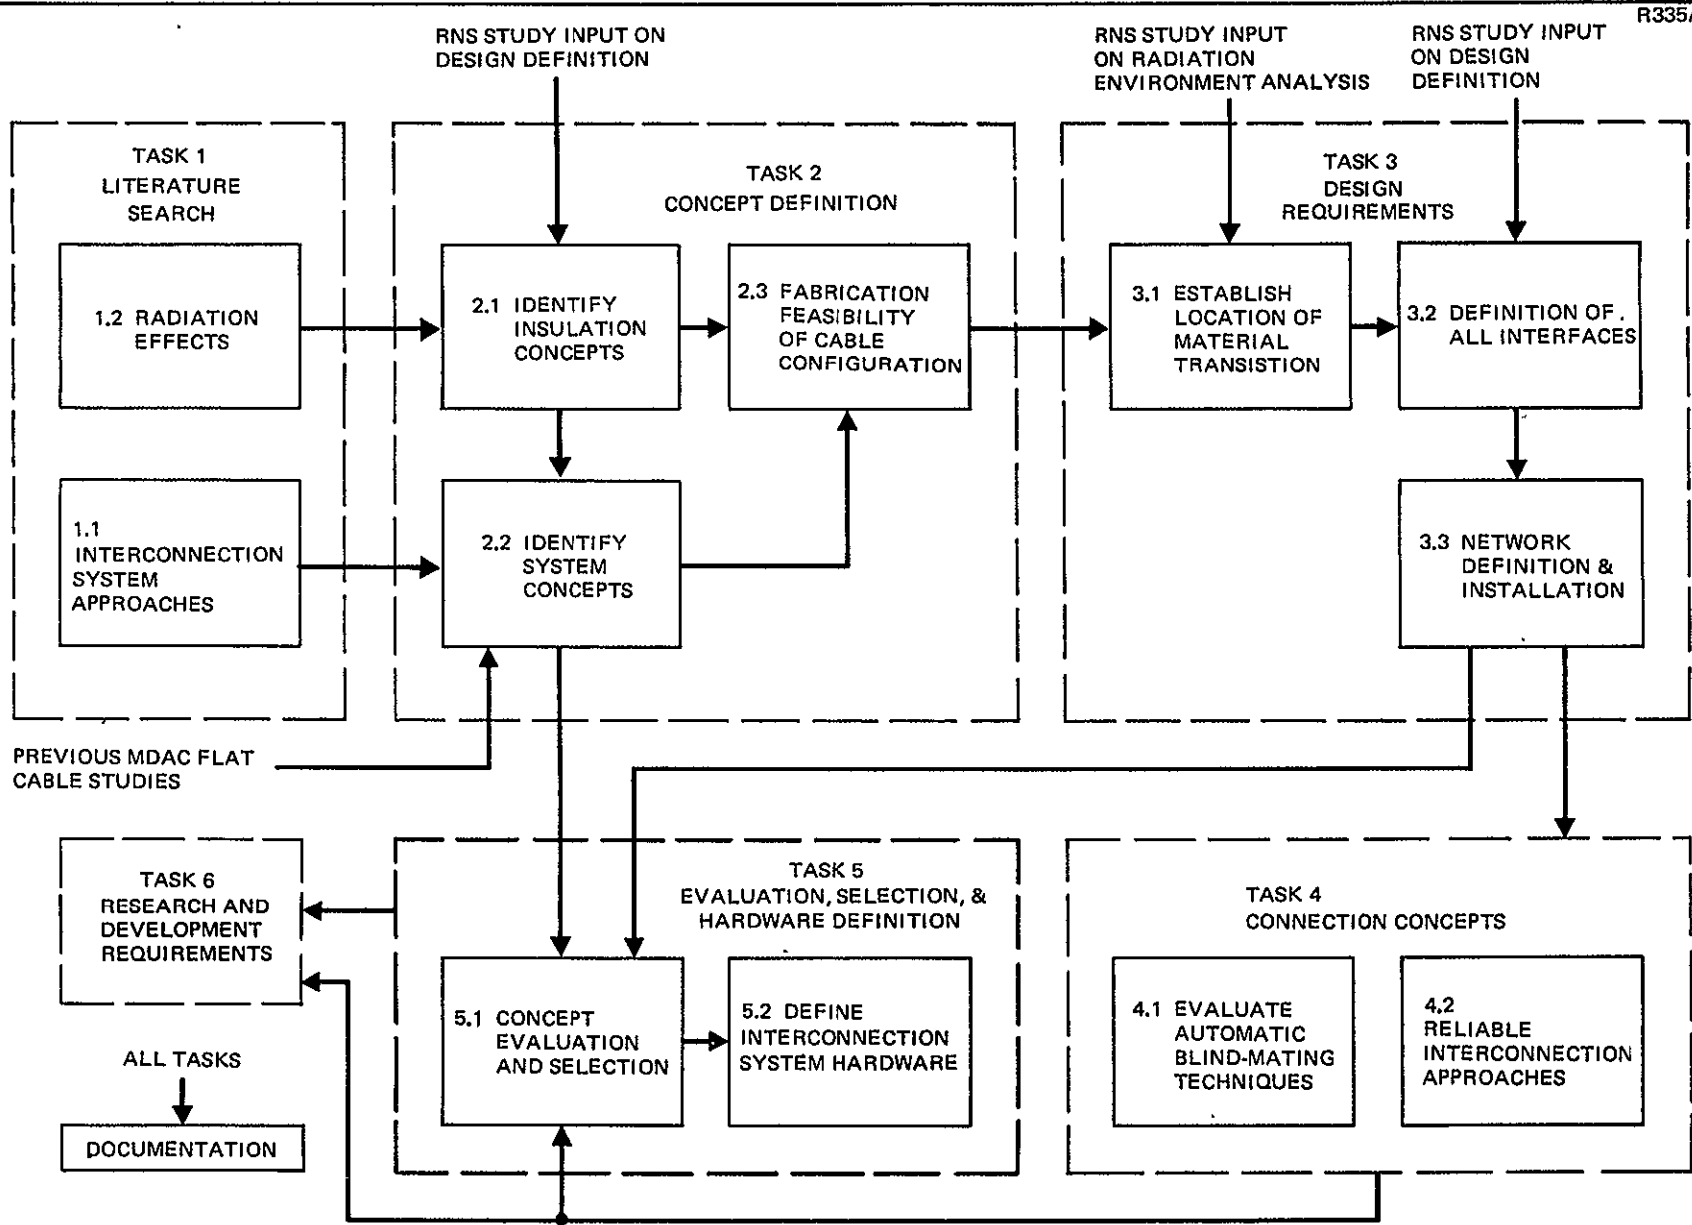 R335
RNS STUDY INPUT ON
DESIGN DEFINITION
RNS STUDY INPUT
ON RADIATION
ENVIRONMENT ANALYSIS
RNS STUDY INPUT
ON DESIGN
DEFINITION
TASK 1
LITERATURE
SEARCH
1.2 RADIATION
EFFECTS
1.1
INTERCONNECTION
SYSTEM
APPROACHES
TASK 2
CONCEPT DEFINITION
2.1 IDENTIFY
INSULATION
CONCEPTS
2.3 FABRICATION
FEASIBILITY
OF CABLE
CONFIGURATION
2.2 IDENTIFY
SYSTEM
CONCEPTS
TASK 3
DESIGN
REQUIREMENTS
3.1 ESTABLISH
LOCATION OF
MATERIAL
TRANSISTION
3.2 DEFINITION OF
ALL INTERFACES
3.3 NETWORK
DEFINITION &
INSTALLATION
PREVIOUS MDAC FLAT
CABLE STUDIES
TASK 6
RESEARCH AND
DEVELOPMENT
REQUIREMENTS
ALL TASKS
DOCUMENTATION
TASK 5
EVALUATION, SELECTION, &
HARDWARE DEFINITION
5.1 CONCEPT
EVALUATION
AND SELECTION
5.2 DEFINE
INTERCONNECTION
SYSTEM HARDWARE
TASK 4
CONNECTION CONCEPTS
4.1 EVALUATE
AUTOMATIC
BLIND-MATING
TECHNIQUES
4.2
RELIABLE
INTERCONNECTION
APPROACHES